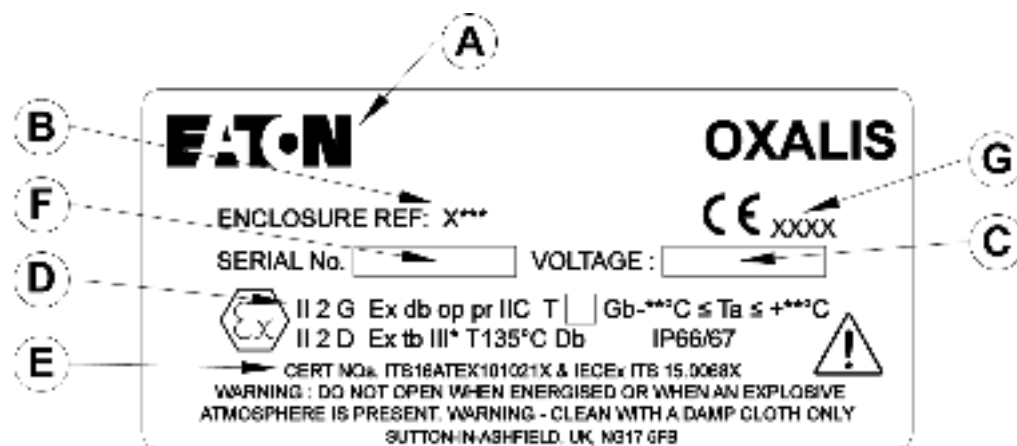 A
B
EATON OXALIS
G
F
ENCLOSURE REF: X*** CE XXXX
SERIAL No. VOLTAGE :
C
D
Ex II 2 G Ex db op pr IIC T Gb-**°C ≤ Ta ≤ +**°C
II 2 D Ex tb III* T135°C Db IP66/67
E
CERT NOs. ITS16ATEX101021X & IECEx ITS 15.0068X
WARNING : DO NOT OPEN WHEN ENERGISED OR WHEN AN EXPLOSIVE
ATMOSPHERE IS PRESENT. WARNING - CLEAN WITH A DAMP CLOTH ONLY
SUTTON-IN-ASHFIELD, UK, NG17 5FB